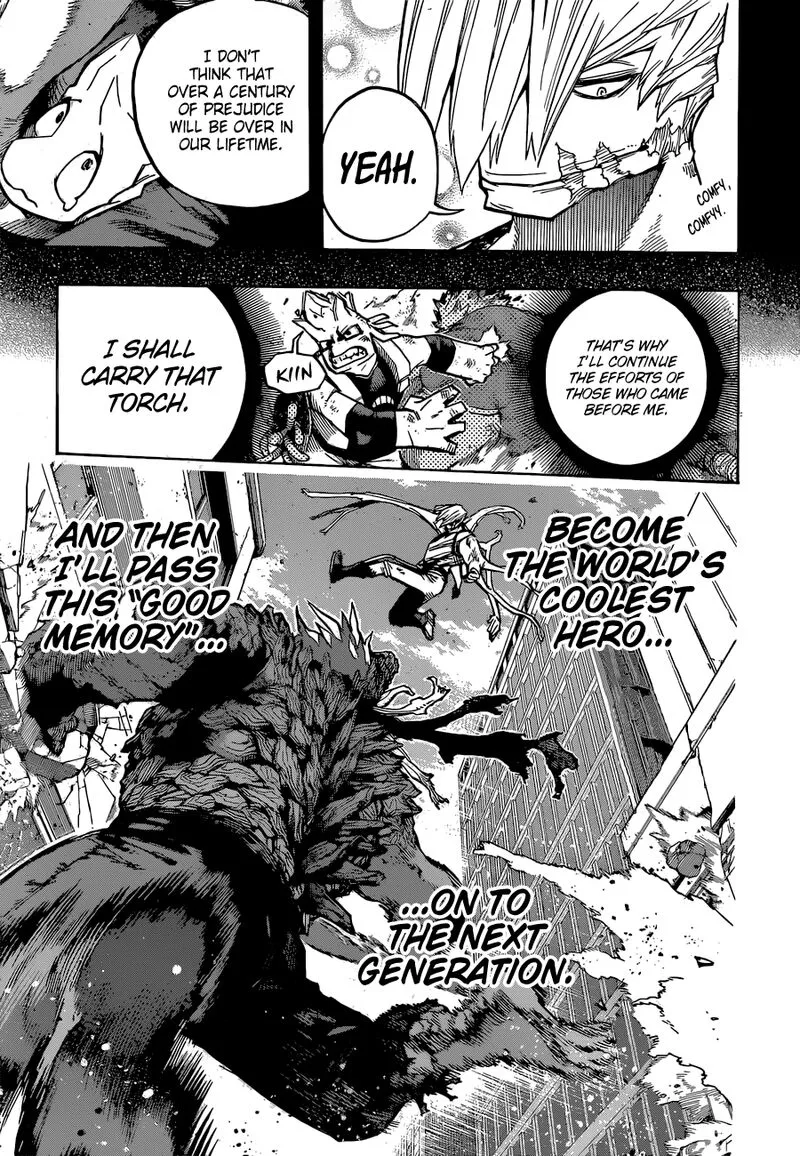 YEAH.
COMFY,
COMFYY.
I DON'T
THINK THAT
OVER A CENTURY
OF PREJUDICE
WILL BE OVER IN
OUR LIFETIME.
THAT'S WHY
I'LL CONTINUE
THE EFFORTS OF
THOSE WHO CAME
BEFORE ME.
KIIN
I SHALL
CARRY THAT
TORCH.
BECOME
THE WORLD'S
COOLEST
HERO...
AND THEN
I'LL PASS
THIS "GOOD
MEMORY"...
...ON TO
THE NEXT
GENERATION.